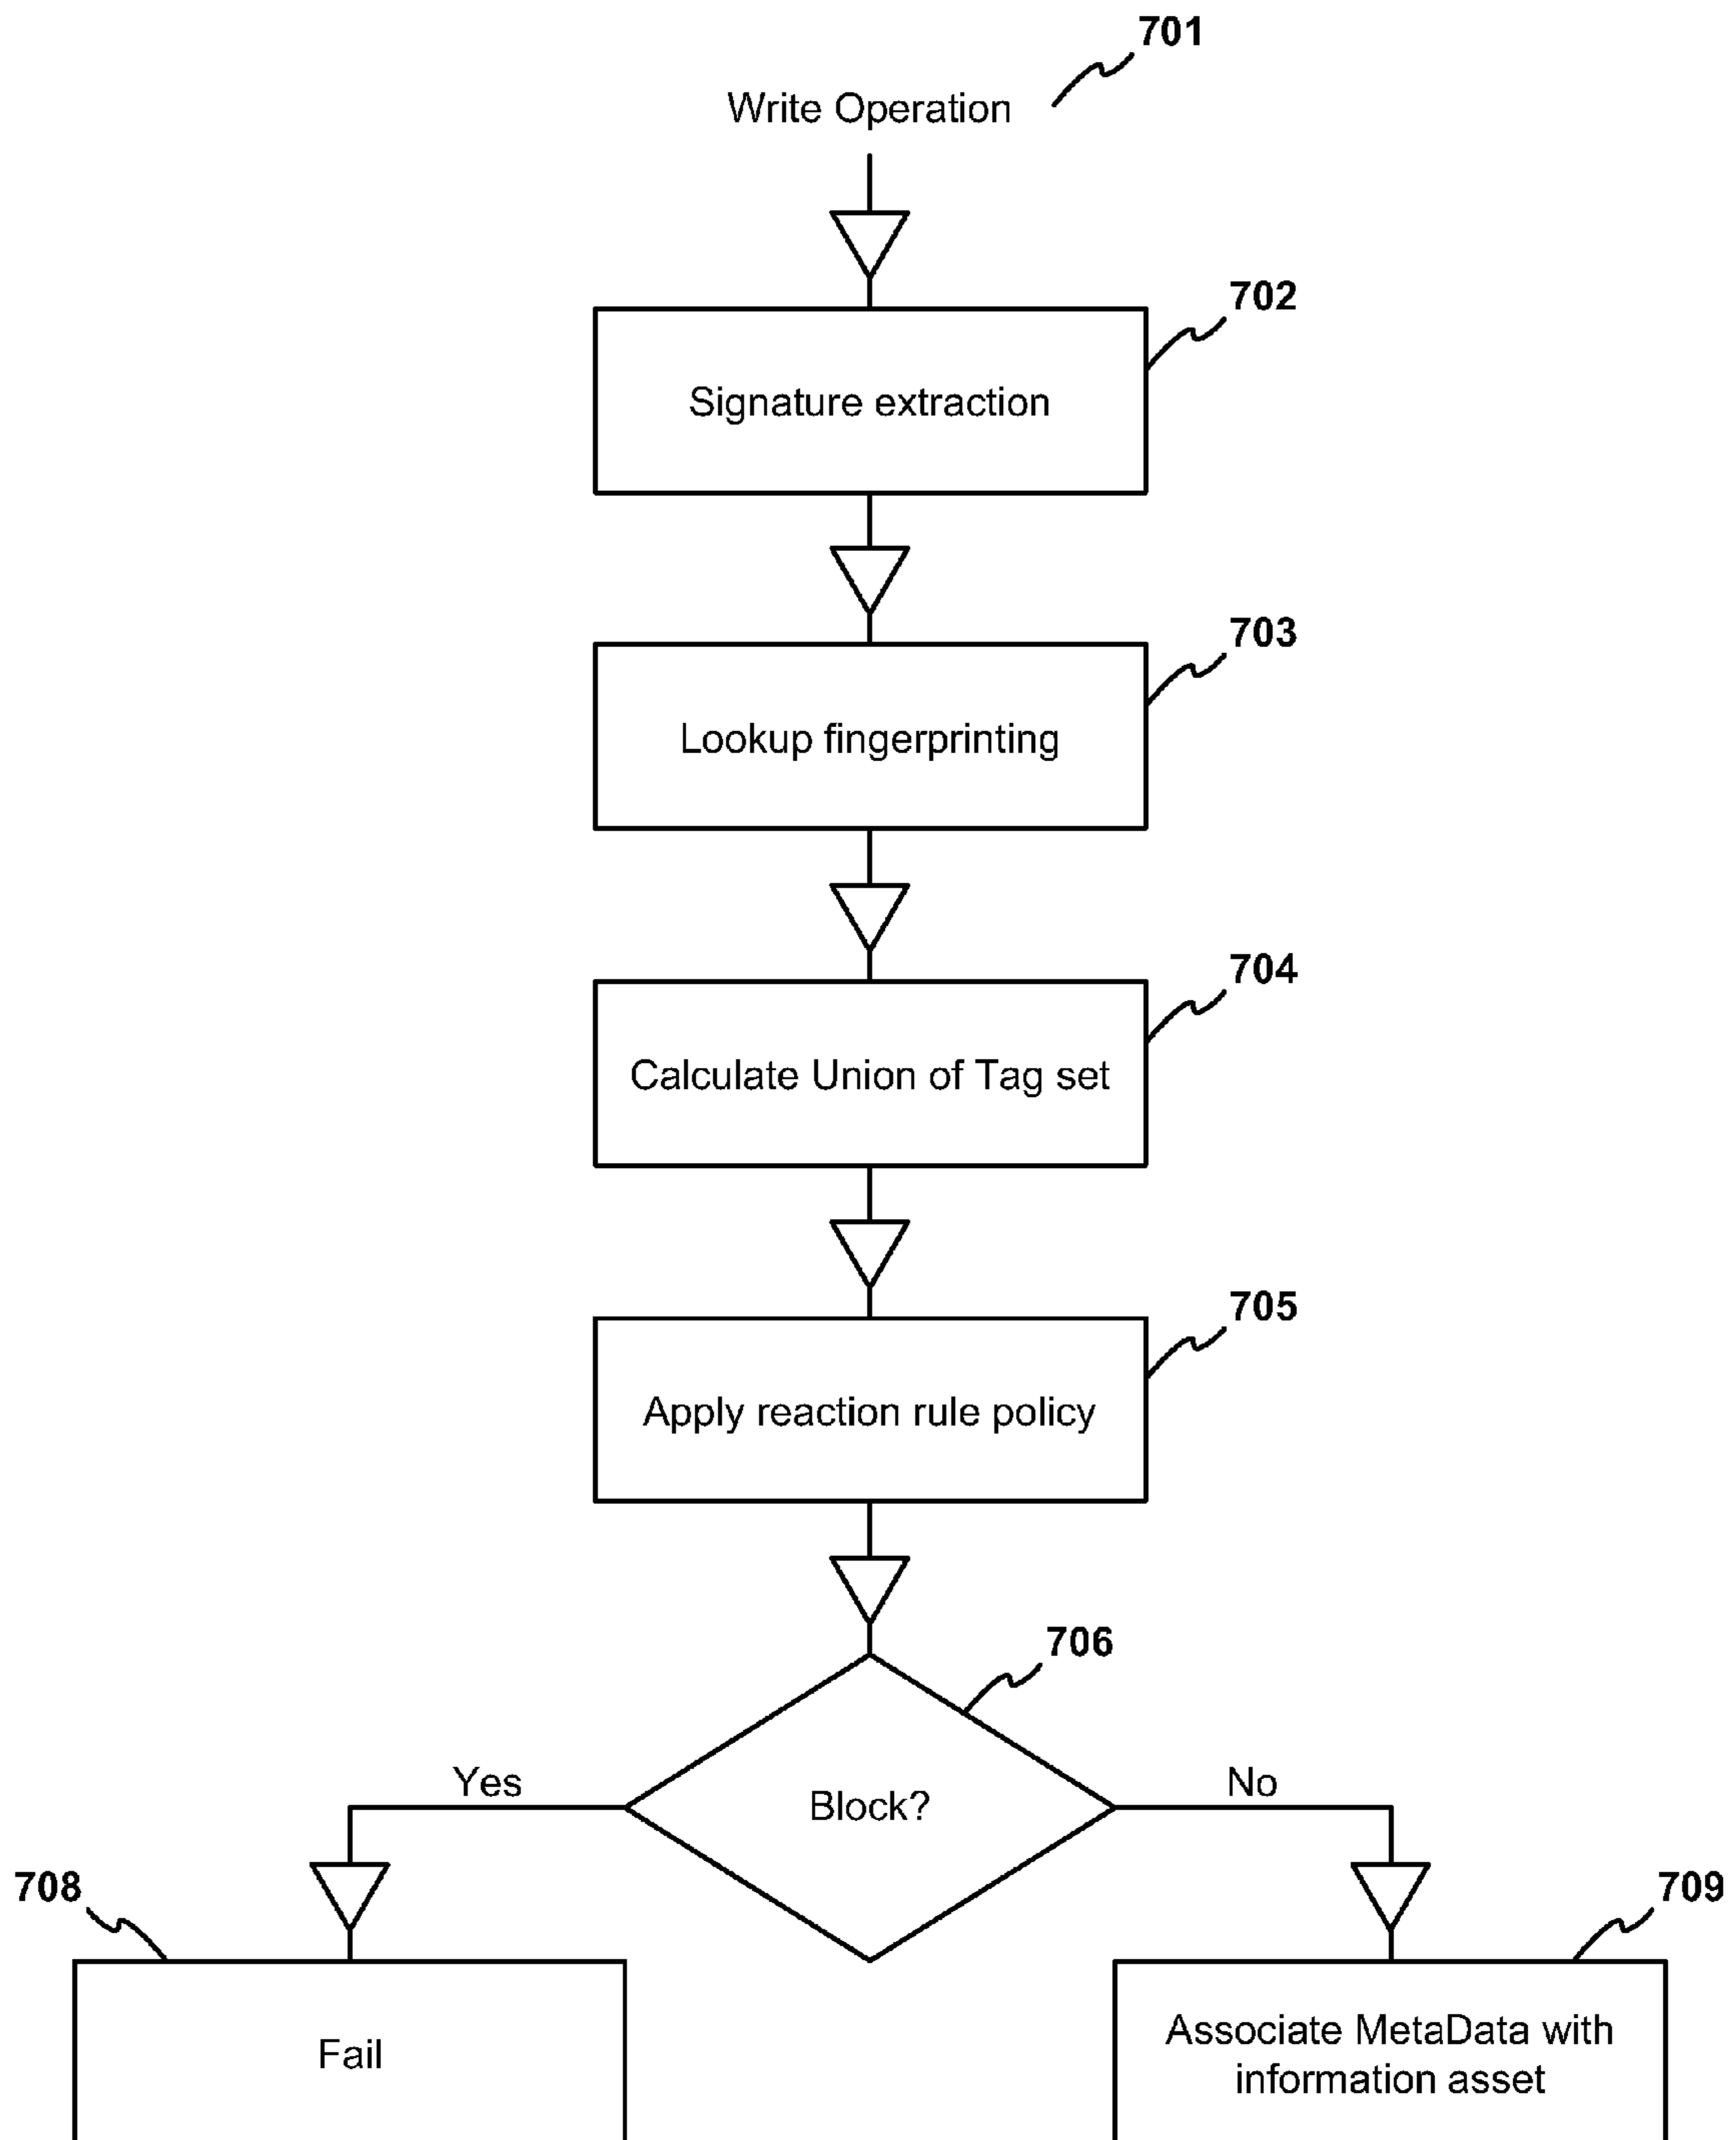 701
Write Operation
702
Signature extraction
703
Lookup fingerprinting
704
Calculate Union of Tag set
705
Apply reaction rule policy
706
Yes
Block?
No
708
709
Fail
Associate MetaData with
information asset